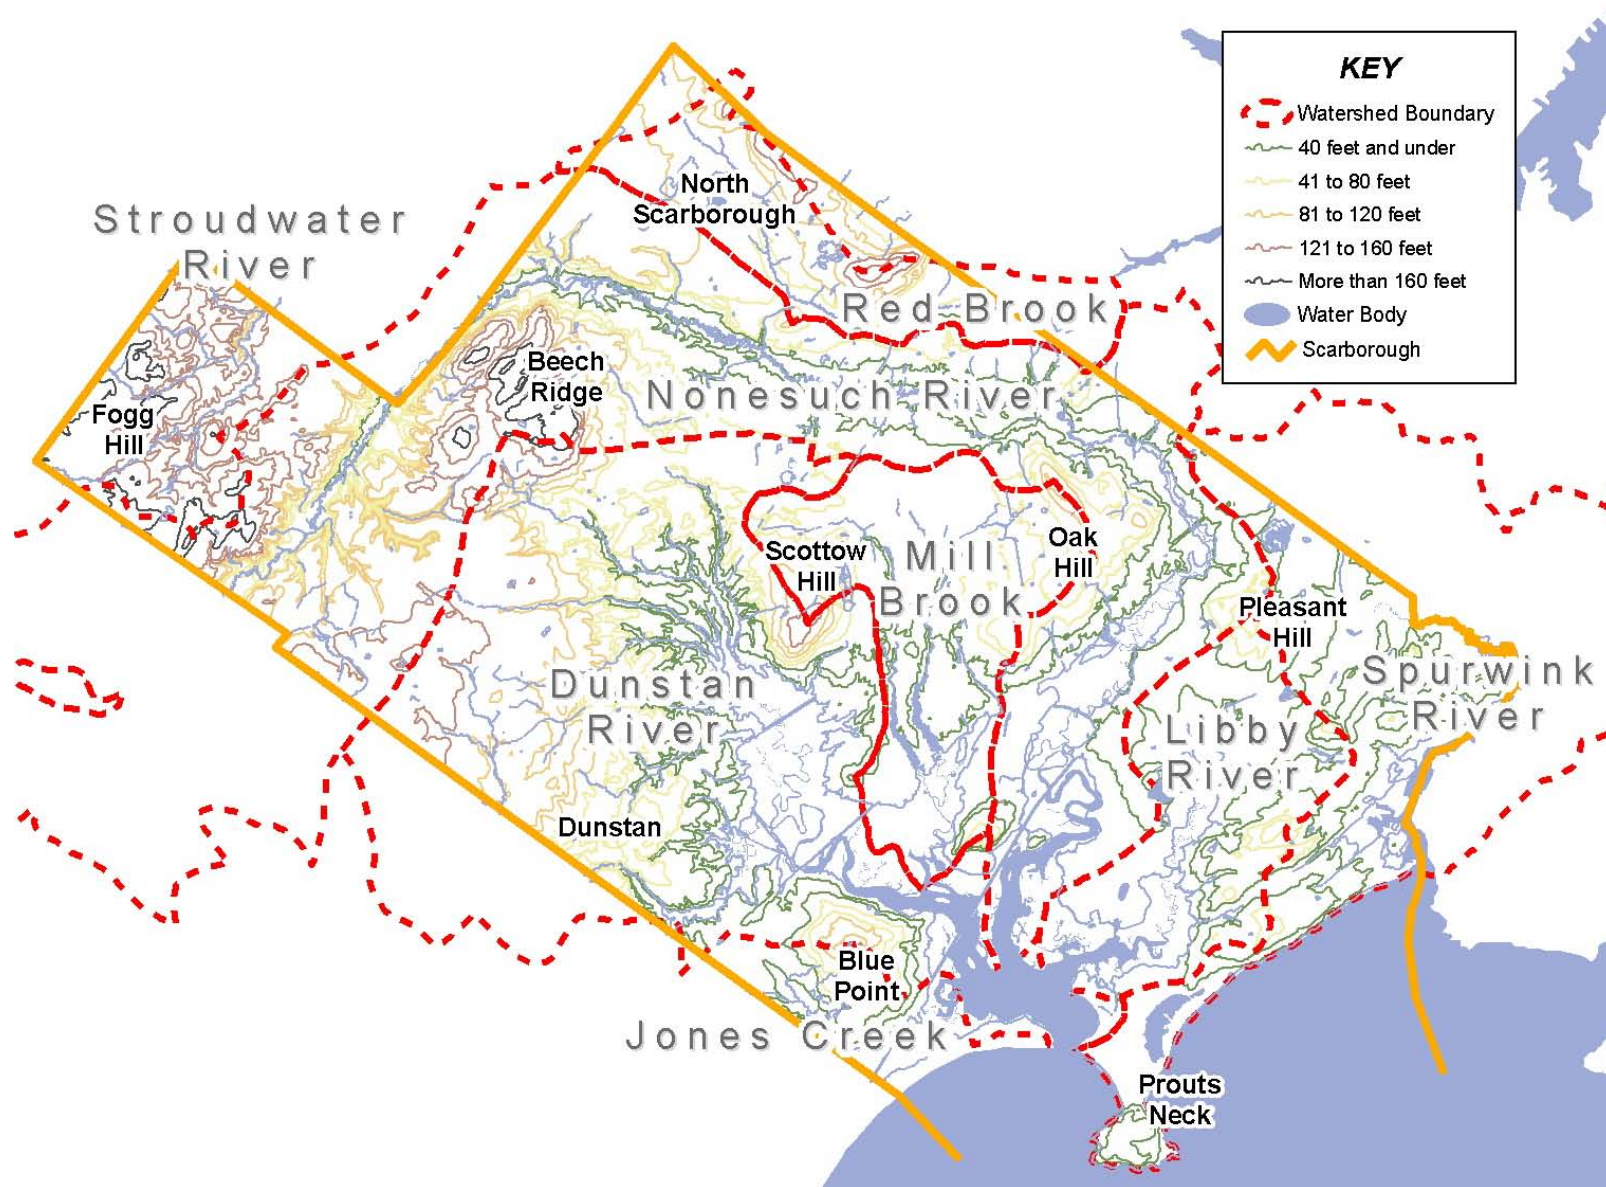 KEY
Watershed Boundary
40 feet and under
41 to 80 feet
81 to 120 feet
121 to 160 feet
More than 160 feet
Water Body
Scarborough
North
Scarborough
Stroudwater
River
Red Brook
Beech
Ridge
Nonesuch River
Fogg
Hill
Scottow
Hill
Mill
Brook
Oak
Hill
Pleasant
Hill
Spurwink
River
Dunstan
River
Libby
River
Dunstan
Blue
Point
Jones Creek
Prouts
Neck